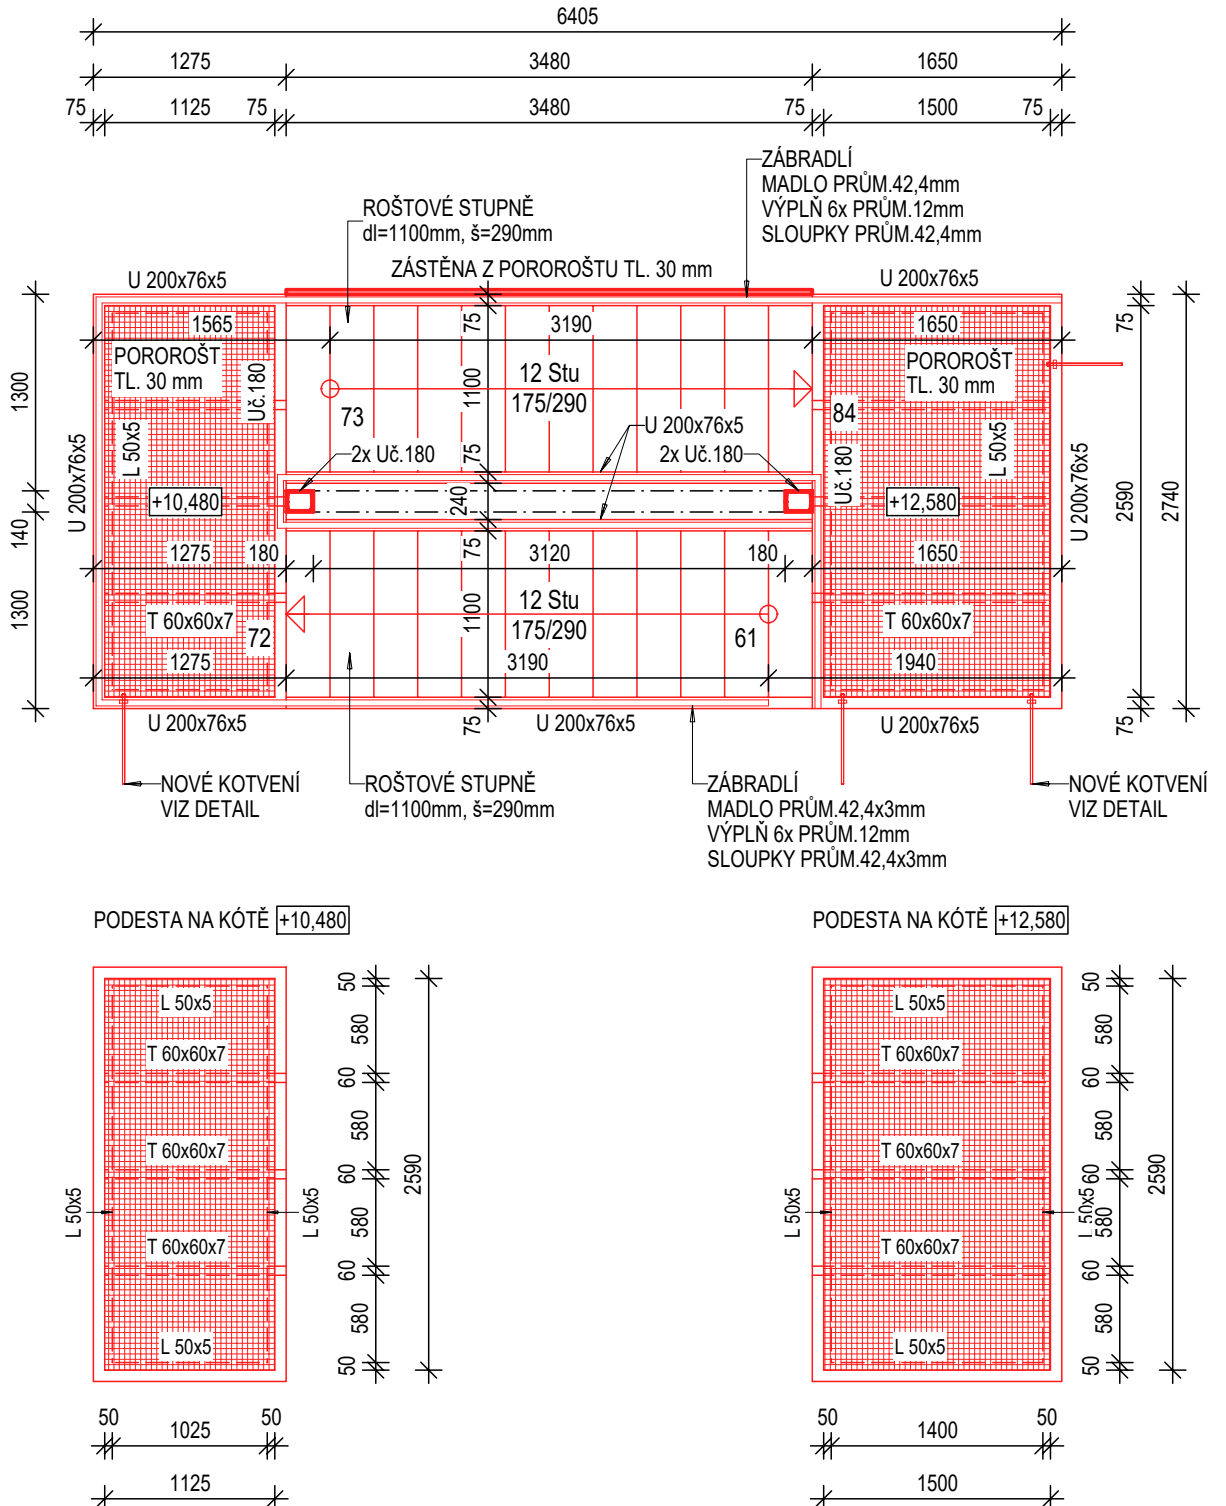 6405
1275 3480 1650
75 1125 75 3480 75 1500 75
ZÁBRADLÍ
MADLO PRŮM.42,4mm
VÝPLŇ 6x PRŮM.12mm
SLOUPKY PRŮM.42,4mm
ROŠTOVÉ STUPNĚ
dl=1100mm, š=290mm
ZÁSTĚNA Z POROROŠTU TL. 30 mm
U 200x76x5
U 200x76x5
1565 75 3190 1650 75
POROROŠT
TL. 30 mm
POROROŠT
TL. 30 mm
1300
Uč.180
1100
12 Stu
175/290
73
84
U 200x76x5
L 50x5
75
2x Uč.180
U 200x76x5
2x Uč.180
Uč.180
L 50x5
U 200x76x5
+10,480
240
+12,580
140
2590
2740
1275 180 75 3120 180 1650
1300
T 60x60x7
72
1100
12 Stu
175/290
61
T 60x60x7
1275 3190 1940
U 200x76x5
75
U 200x76x5
U 200x76x5
75
NOVÉ KOTVENÍ
VIZ DETAIL
ROŠTOVÉ STUPNĚ
dl=1100mm, š=290mm
ZÁBRADLÍ
MADLO PRŮM.42,4x3mm
VÝPLŇ 6x PRŮM.12mm
SLOUPKY PRŮM.42,4x3mm
NOVÉ KOTVENÍ
VIZ DETAIL
PODESTA NA KÓTĚ +10,480
L 50x5
T 60x60x7
T 60x60x7
T 60x60x7
L 50x5
L 50x5
L 50x5
50
580
60
580
60
580
60
580
50
2590
50 1025 50
1125
PODESTA NA KÓTĚ +12,580
L 50x5
T 60x60x7
T 60x60x7
T 60x60x7
L 50x5
L 50x5
L 50x5
50
580
60
580
60
580
60
580
50
2590
50 1400 50
1500